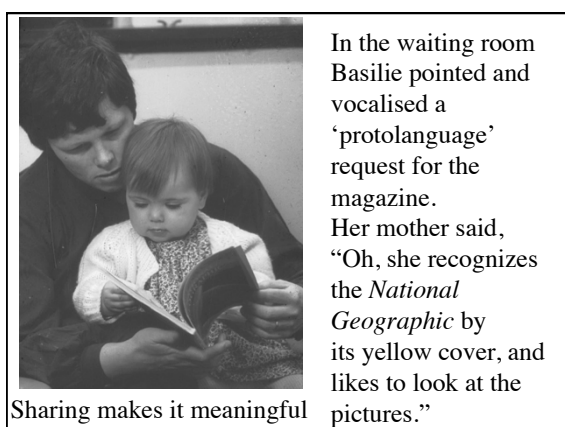 In the waiting room
Basilie pointed and
vocalised a
‘protolanguage’
request for the
magazine.
Her mother said,
“Oh, she recognizes
the National
Geographic by
its yellow cover, and
likes to look at the
pictures.”
Sharing makes it meaningful